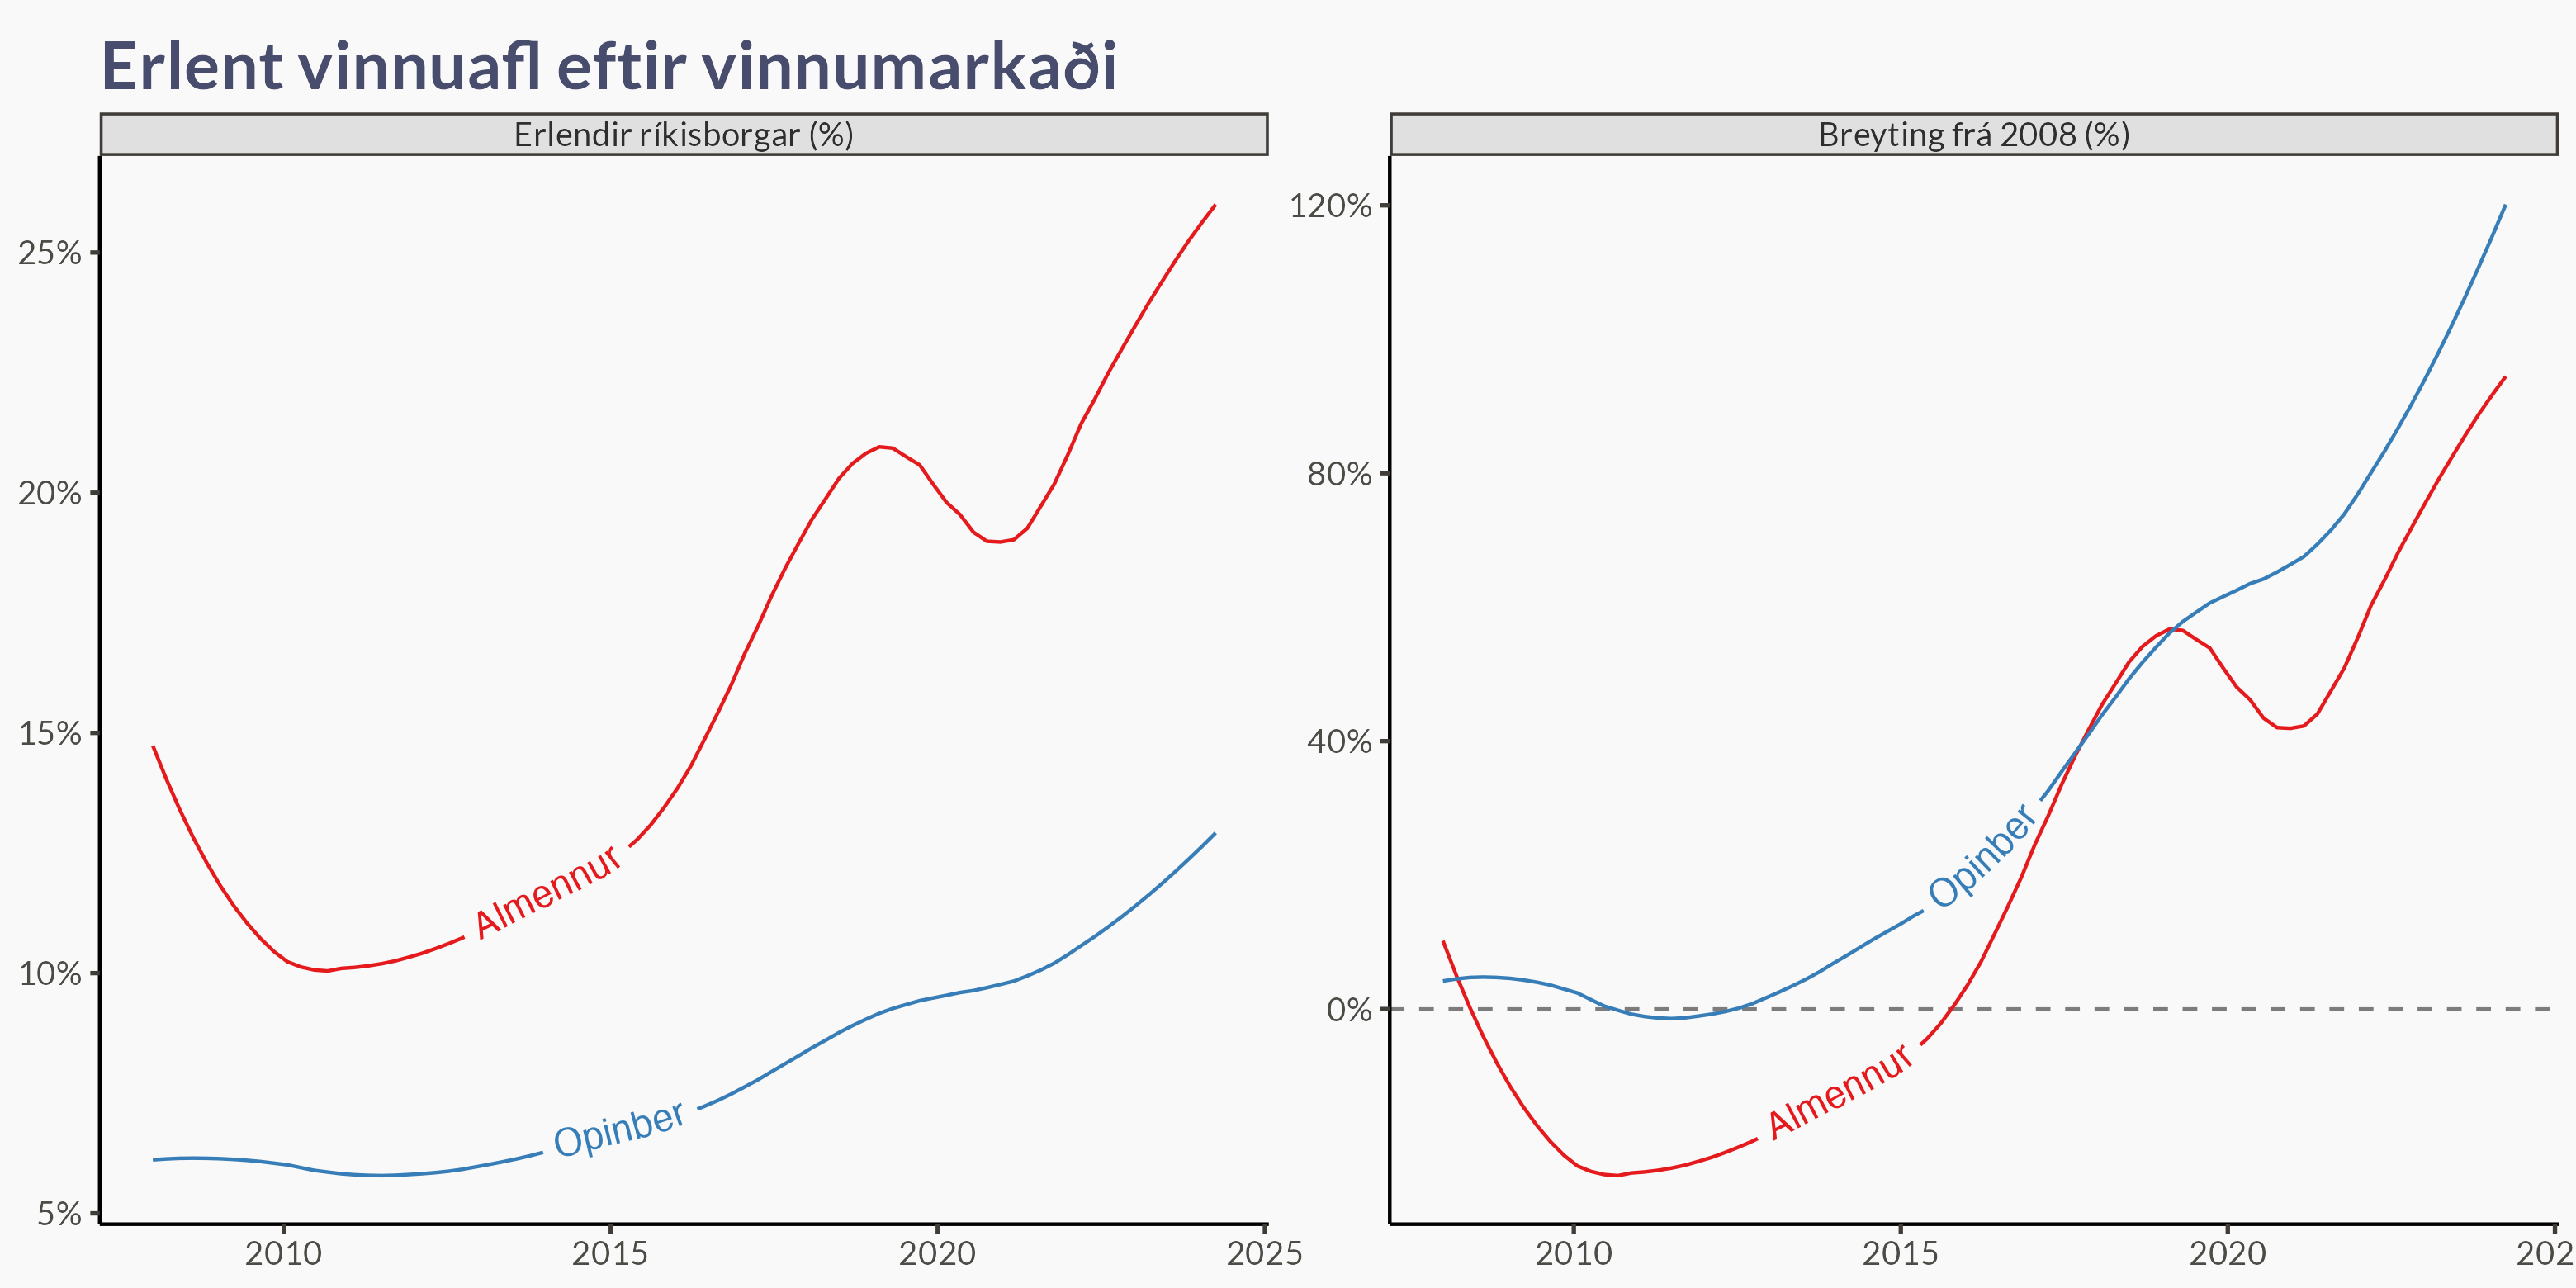 Erlent vinnuafl eftir vinnumarkaði
Erlendir ríkisborgar (%)
25%
20%
15%
10%
5%
Almennur
Opinber
2010 2015 2020 2025
Breyting frá 2008 (%)
120%
80%
40%
0%
Opinber
Almennur
2010 2015 2020 202